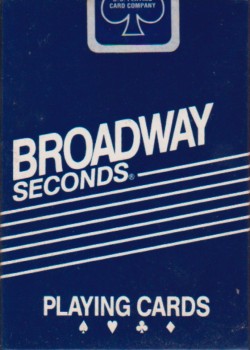 CARD COMPANY
BROADWAY
SECONDS®
PLAYING CARDS